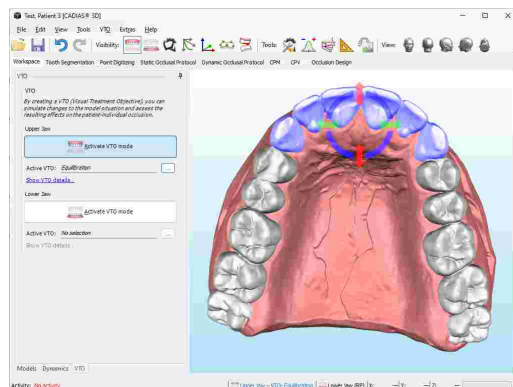 Test, Patient 3 [CADIAS® 3D]
File Edit View Tools VTO Extras Help
Visibility: Tools: View:
Workspace Tooth Segmentation Point Digitizing Static Occlusal Protocol Dynamic Occlusal Protocol CPM CPV Occlusion Design
VTO
VTO
By creating a VTO (Visual Treatment Objective), you can
simulate changes to the model situation and assess the
resulting effects on the patient-individual occlusion.
Upper Jaw
Activate VTO mode
Active VTO: Equilibration ...
Show VTO details...
Lower Jaw
Activate VTO mode
Active VTO: No selection ...
Show VTO details...
Models Dynamics VTO
Activity: No activity Upper Jaw - VTO: Equilibration Lower Jaw (RP) X: --- Y: --- Z: ---